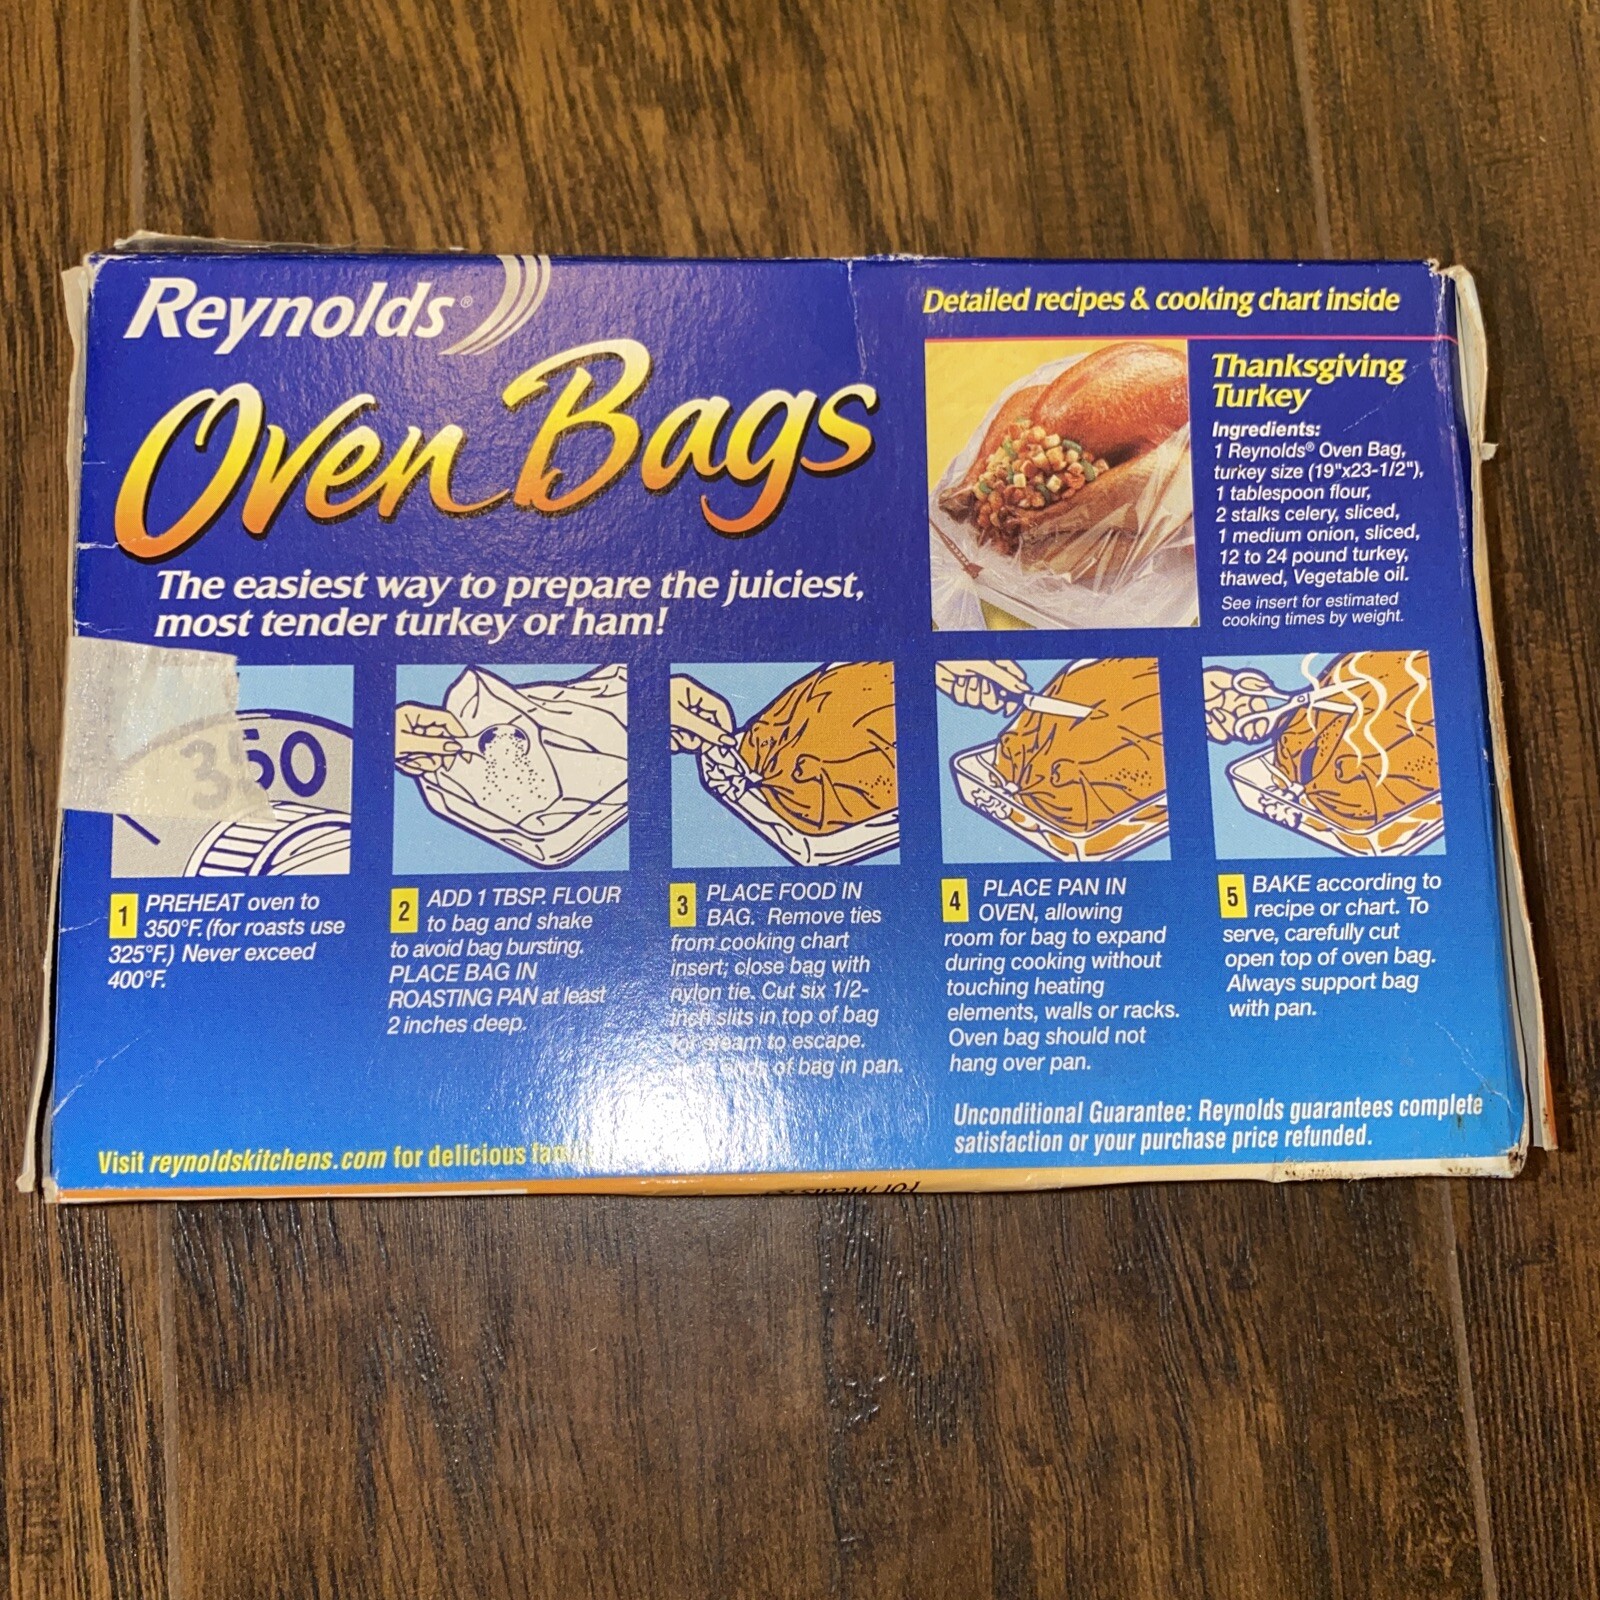 Reynolds®
Oven Bags
The easiest way to prepare the juiciest,
most tender turkey or ham!
Detailed recipes & cooking chart inside
Thanksgiving
Turkey
Ingredients:
1 Reynolds® Oven Bag,
turkey size (19"x23-1/2"),
1 tablespoon flour,
2 stalks celery, sliced,
1 medium onion, sliced,
12 to 24 pound turkey,
thawed, Vegetable oil.
See insert for estimated
cooking times by weight.
350
1 PREHEAT oven to
350°F. (for roasts use
325°F.) Never exceed
400°F.
2 ADD 1 TBSP. FLOUR
to bag and shake
to avoid bag bursting.
PLACE BAG IN
ROASTING PAN at least
2 inches deep.
3 PLACE FOOD IN
BAG. Remove ties
from cooking chart
insert; close bag with
nylon tie. Cut six 1/2-
inch slits in top of bag
for steam to escape.
ends of bag in pan.
4 PLACE PAN IN
OVEN, allowing
room for bag to expand
during cooking without
touching heating
elements, walls or racks.
Oven bag should not
hang over pan.
5 BAKE according to
recipe or chart. To
serve, carefully cut
open top of oven bag.
Always support bag
with pan.
Unconditional Guarantee: Reynolds guarantees complete
satisfaction or your purchase price refunded.
Visit reynoldskitchens.com for delicious